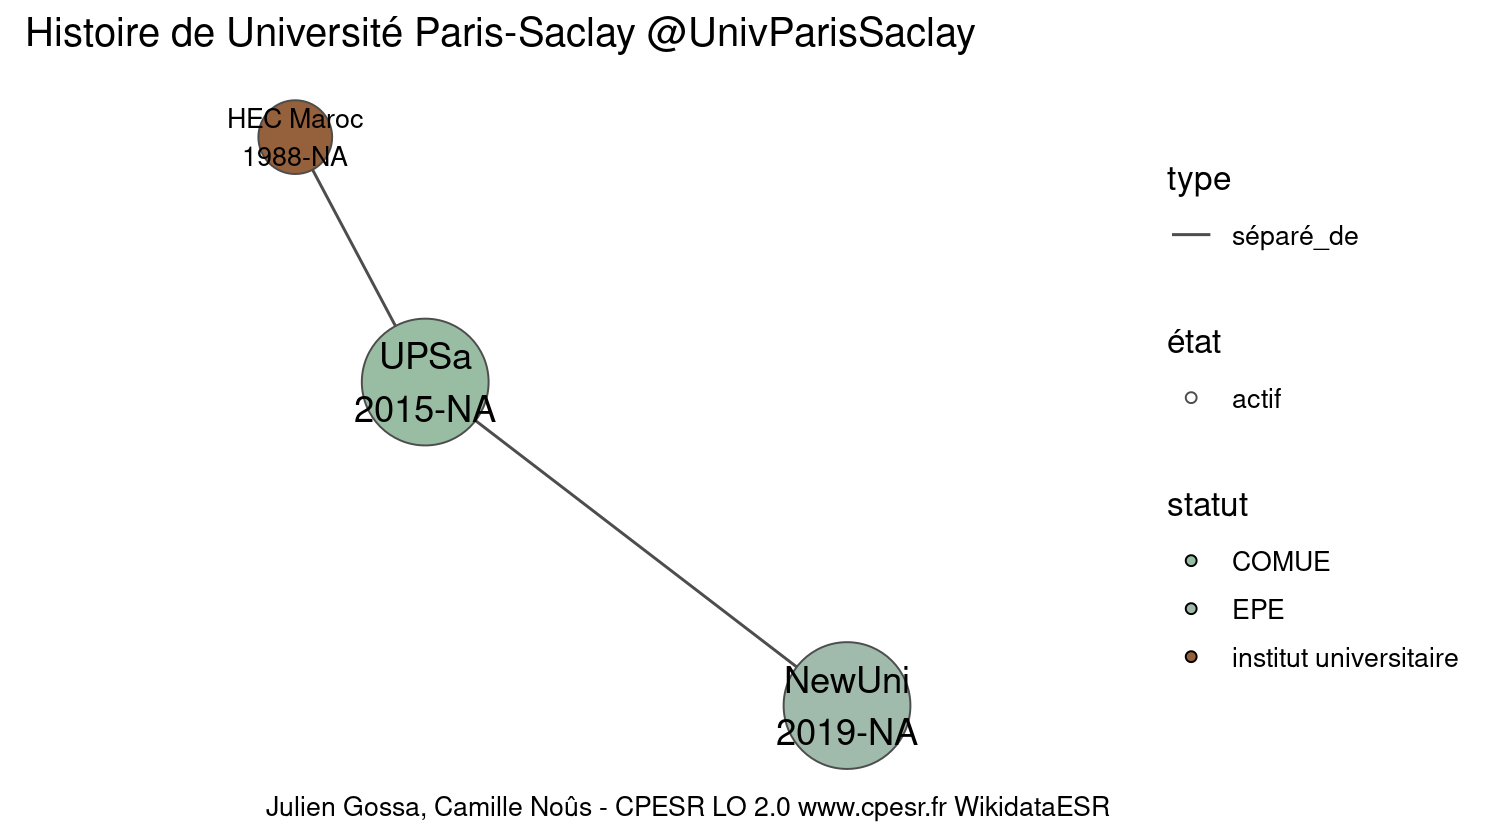 Histoire de Université Paris-Saclay @UnivParisSaclay
HEC Maroc
1988-NA
UPSa
2015-NA
NewUni
2019-NA
type
séparé_de
état
actif
statut
COMUE
EPE
institut universitaire
Julien Gossa, Camille Noûs - CPESR LO 2.0 www.cpesr.fr WikidataESR